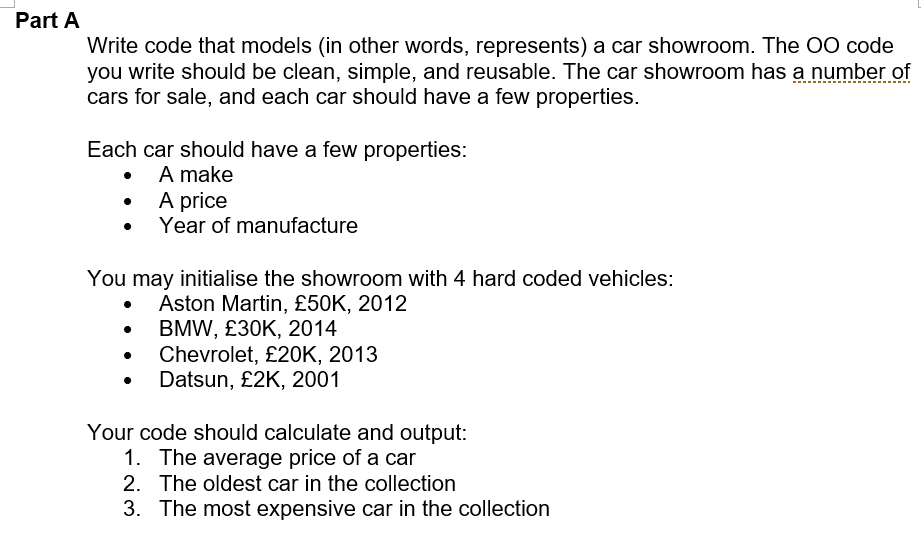 Part A
Write code that models (in other words, represents) a car showroom. The OO code
you write should be clean, simple, and reusable. The car showroom has a number of
cars for sale, and each car should have a few properties.
Each car should have a few properties:
• A make
• A price
• Year of manufacture
You may initialise the showroom with 4 hard coded vehicles:
• Aston Martin, £50K, 2012
• BMW, £30K, 2014
• Chevrolet, £20K, 2013
• Datsun, £2K, 2001
Your code should calculate and output:
1. The average price of a car
2. The oldest car in the collection
3. The most expensive car in the collection